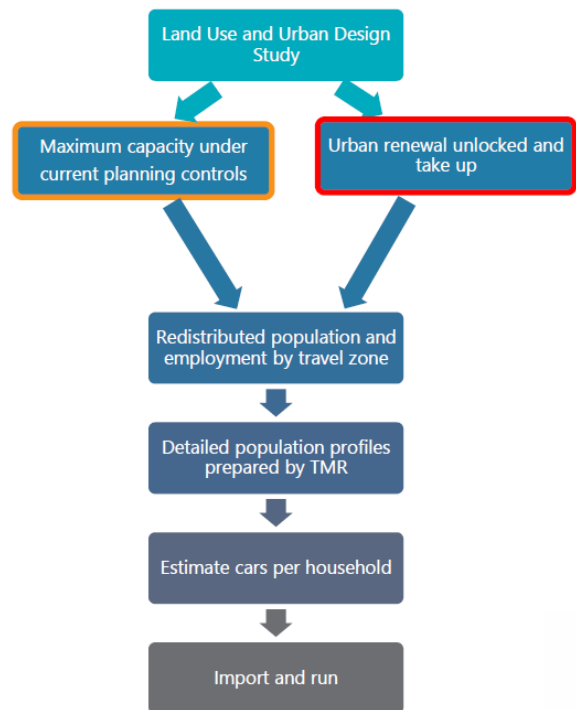 Land Use and Urban Design
Study
Maximum capacity under
current planning controls
Urban renewal unlocked and
take up
Redistributed population and
employment by travel zone
Detailed population profiles
prepared by TMR
Estimate cars per household
Import and run